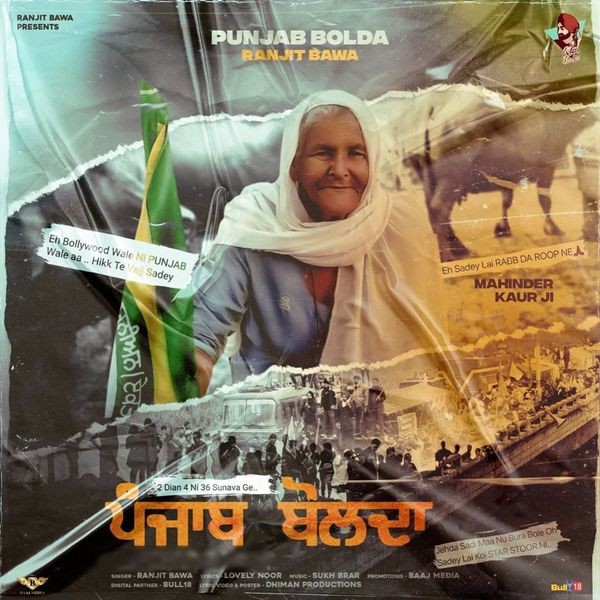 RANJIT BAWA
PRESENTS
PUNJAB BOLDA
RANJIT BAWA
Eh Bollywood Wale Ni PUNJAB
Wale aa .. Hikk Te Vajj Sadey
Eh Sadey Lai RABB DA ROOP NE🙏
MAHINDER
KAUR JI
2 Dian 4 Ni 36 Sunava Ge..
ਪੰਜਾਬ ਬੋਲਦਾ
Jehda Sadi Maa Nu Bura Bole Oh
Sadey Lai Koi STAR STOOR NI...
SINGER - RANJIT BAWA LYRICS - LOVELY NOOR MUSIC - SUKH BRAR PROMOTIONS - BAAJ MEDIA
DIGITAL PARTNER - BULL18 LYRIC VIDEO & POSTER - DHIMAN PRODUCTIONS
BAAJ MEDIA
Bull18